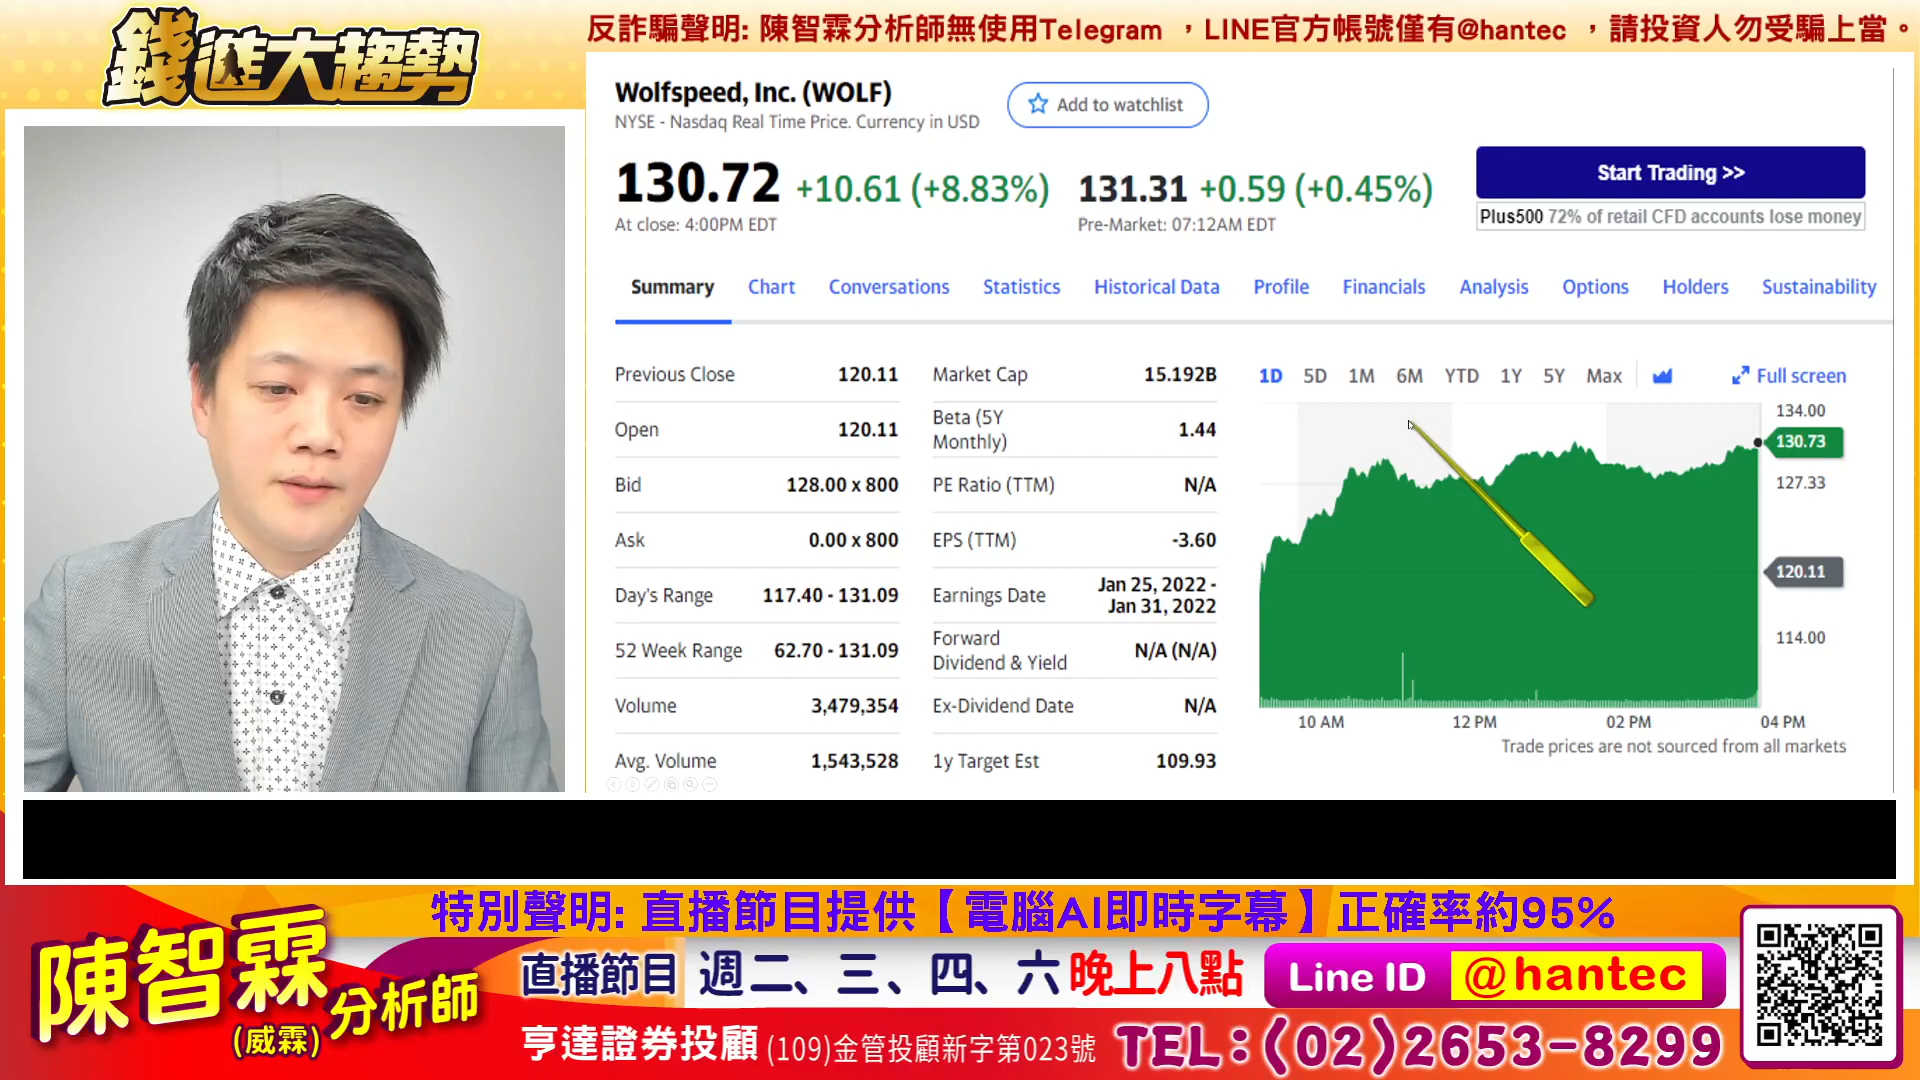 錢進大趨勢
反詐騙聲明: 陳智霖分析師無使用Telegram ，LINE官方帳號僅有@hantec ，請投資人勿受騙上當。
Wolfspeed, Inc. (WOLF)
NYSE - Nasdaq Real Time Price. Currency in USD
Add to watchlist
130.72 +10.61 (+8.83%)
At close: 4:00PM EDT
131.31 +0.59 (+0.45%)
Pre-Market: 07:12AM EDT
Start Trading >>
Plus500 72% of retail CFD accounts lose money
Summary Chart Conversations Statistics Historical Data Profile Financials Analysis Options Holders Sustainability
Previous Close 120.11
Open 120.11
Bid 128.00 x 800
Ask 0.00 x 800
Day's Range 117.40 - 131.09
52 Week Range 62.70 - 131.09
Volume 3,479,354
Avg. Volume 1,543,528
Market Cap 15.192B
Beta (5Y
Monthly) 1.44
PE Ratio (TTM) N/A
EPS (TTM) -3.60
Earnings Date Jan 25, 2022 -
Jan 31, 2022
Forward
Dividend & Yield N/A (N/A)
Ex-Dividend Date N/A
1y Target Est 109.93
1D 5D 1M 6M YTD 1Y 5Y Max Full screen
134.00
130.73
127.33
120.11
114.00
10 AM 12 PM 02 PM 04 PM
Trade prices are not sourced from all markets
特別聲明: 直播節目提供【電腦AI即時字幕】正確率約95%
陳智霖
(威霖)
分析師
直播節目 週二、三、四、六 晚上八點
Line ID @hantec
亨達證券投顧 (109)金管投顧新字第023號 TEL:(02)2653-8299